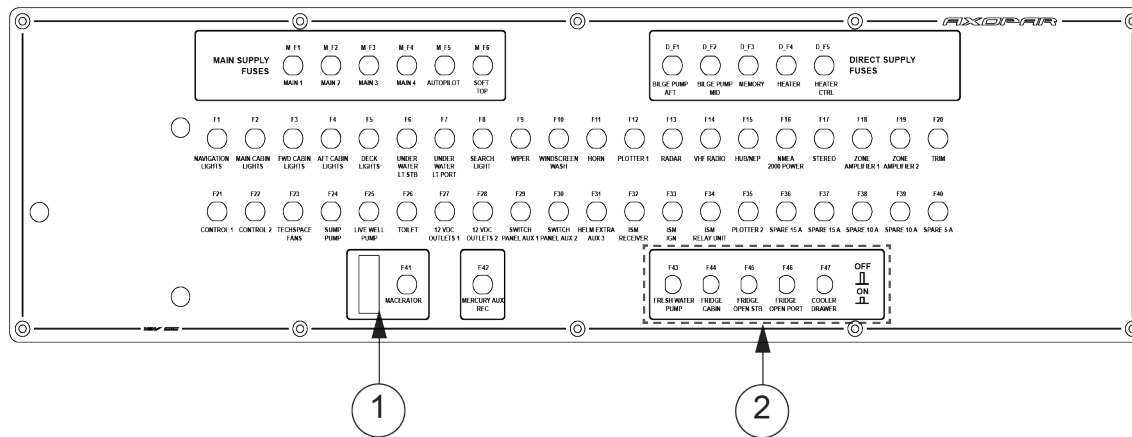 AXOPAR
M_F1 M_F2 M_F3 M_F4 M_F5 M_F6
MAIN SUPPLY
FUSES
MAIN 1 MAIN 2 MAIN 3 MAIN 4 AUTOPILOT SOFT
TOP
D_F1 D_F2 D_F3 D_F4 D_F5
DIRECT SUPPLY
FUSES
BILGE PUMP BILGE PUMP MEMORY HEATER HEATER
AFT MID CTRL
F1 F2 F3 F4 F5 F6 F7 F8 F9 F10 F11 F12 F13 F14 F15 F16 F17 F18 F19 F20
NAVIGATION MAIN CABIN FWD CABIN AFT CABIN DECK UNDER UNDER SEARCH WIPER WINDSCREEN HORN PLOTTER 1 RADAR VHF RADIO HUB/NEP NMEA STEREO ZONE ZONE TRIM
LIGHTS LIGHTS LIGHTS LIGHTS LIGHTS WATER WATER LIGHT WASH 2000 POWER AMPLIFIER 1 AMPLIFIER 2
LT STB LT PORT
F21 F22 F23 F24 F25 F26 F27 F28 F29 F30 F31 F32 F33 F34 F35 F36 F37 F38 F39 F40
CONTROL 1 CONTROL 2 TECHSPACE SUMP LIVE WELL TOILET 12 VDC 12 VDC SWITCH SWITCH HELM EXTRA ISM ISM ISM PLOTTER 2 SPARE 15 A SPARE 15 A SPARE 10 A SPARE 10 A SPARE 5 A
FANS PUMP PUMP OUTLETS 1 OUTLETS 2 PANEL AUX 1 PANEL AUX 2 AUX 3 RECEIVER IGN RELAY UNIT
F41
MACERATOR
F42
MERCURY AUX
REC
F43 F44 F45 F46 F47 OFF
ON
FRESH WATER FRIDGE FRIDGE FRIDGE COOLER
PUMP CABIN OPEN STB OPEN PORT DRAWER
1
2